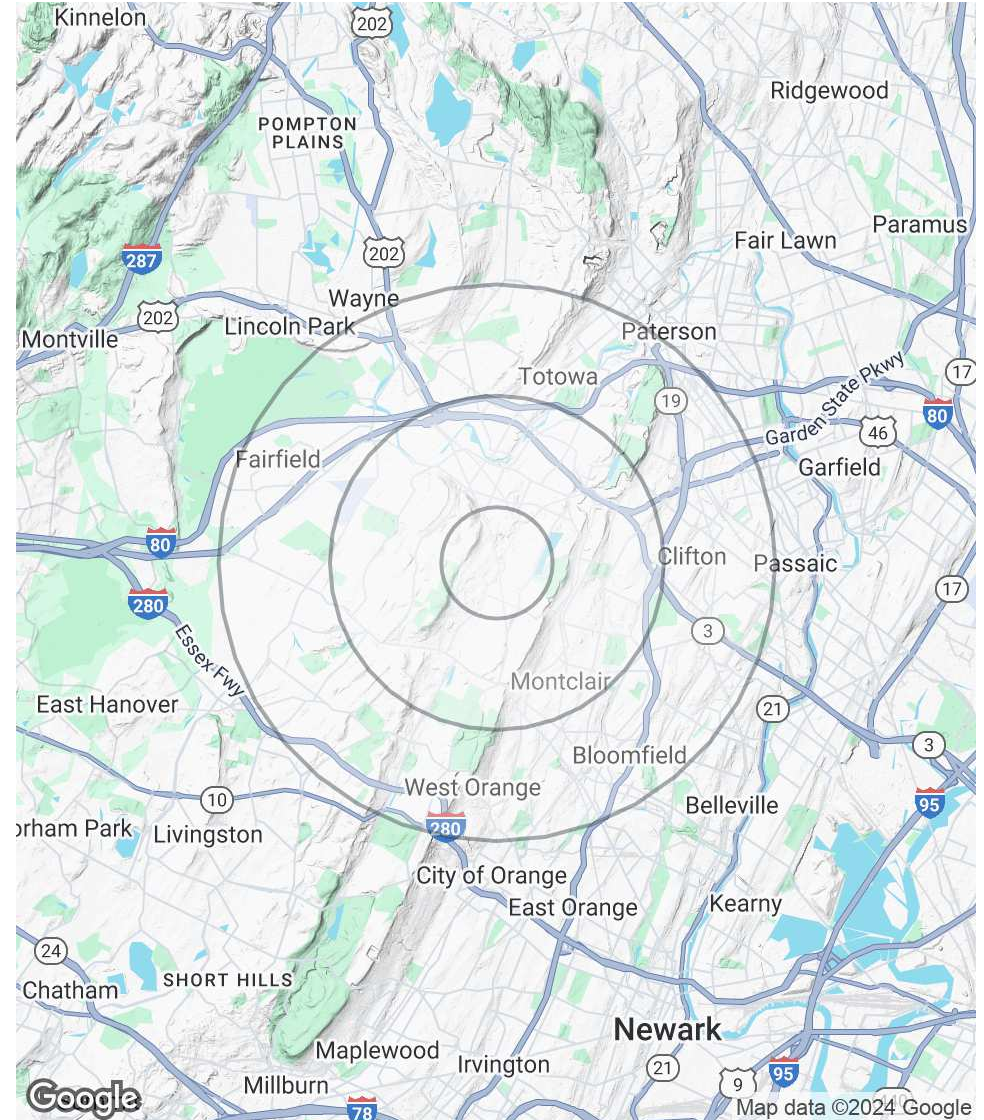 Kinnelon
202
Ridgewood
POMPTON
PLAINS
Paramus
Fair Lawn
202
287
Wayne
202
Lincoln Park
Montville
Paterson
Totowa
17
19
Garden State Pkwy
80
46
Fairfield
Garfield
80
Clifton
Passaic
17
280
3
Essex Fwy
Montclair
East Hanover
21
3
Bloomfield
West Orange
10
95
Belleville
280
orham Park
Livingston
City of Orange
East Orange
Kearny
24
SHORT HILLS
Chatham
Newark
Maplewood
Irvington
21
95
9
Millburn
78
Google
Map data ©2024 Google